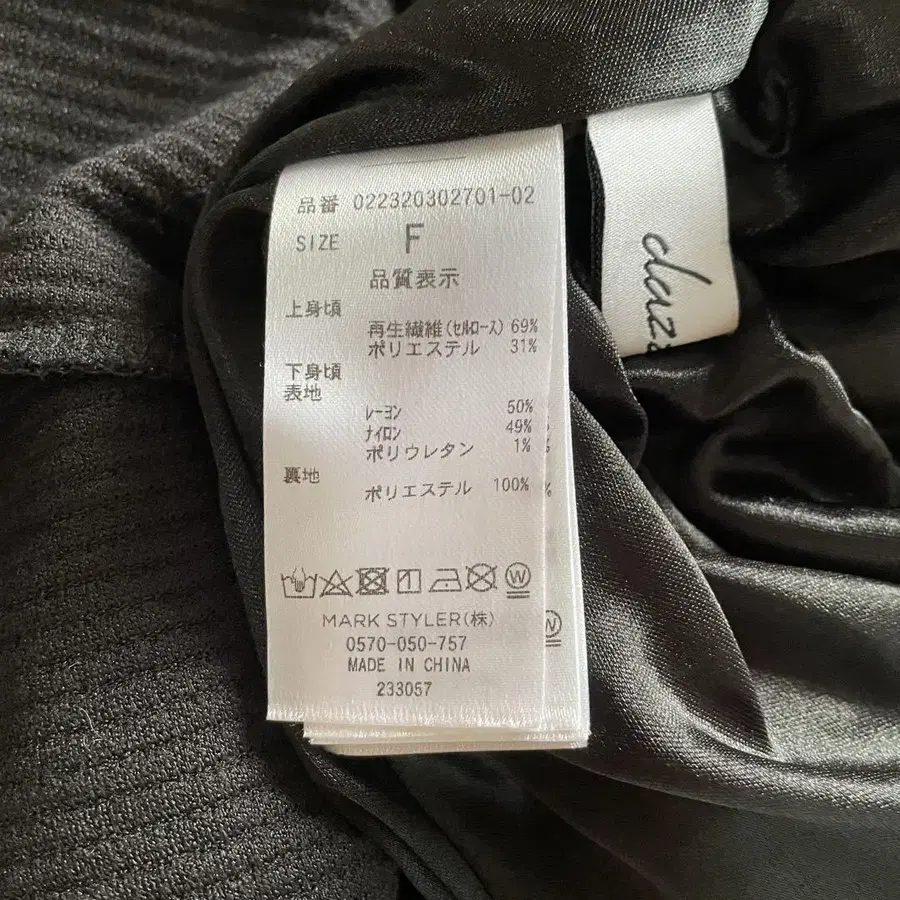 品番 022320302701-02
SIZE F
品質表示
上身頃
再生繊維(セルロース) 69%
ポリエステル 31%
下身頃
表地
レーヨン 50%
ナイロン 49%
ポリウレタン 1%
裏地
ポリエステル 100%
MARK STYLER(株)
0570-050-757
MADE IN CHINA
233057